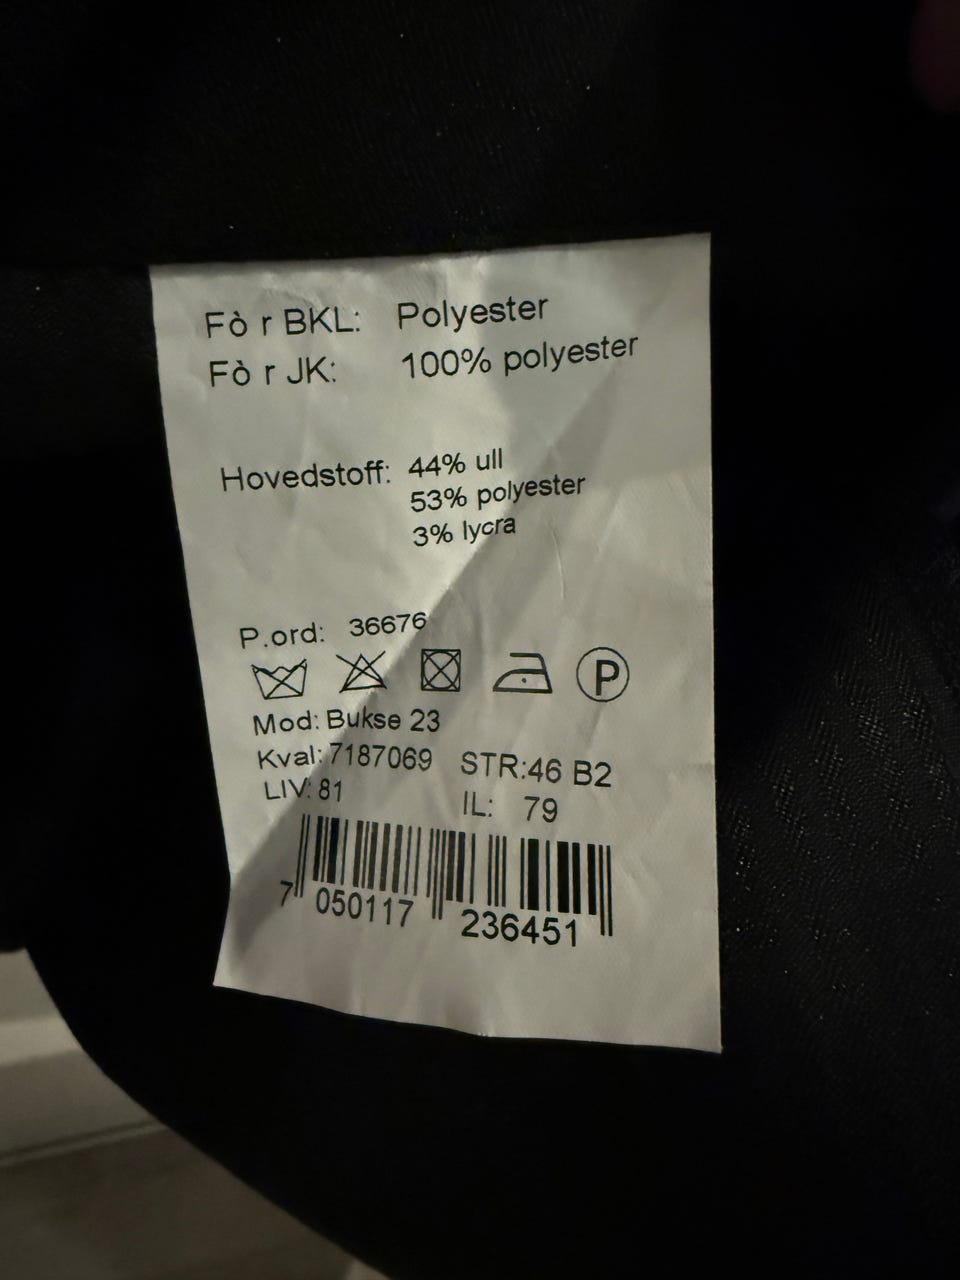 Fò r BKL: Polyester
Fò r JK: 100% polyester
Hovedstoff: 44% ull
53% polyester
3% lycra
P.ord: 36676
P
Mod: Bukse 23
Kval: 7187069 STR:46 B2
LIV: 81 IL: 79
7 050117 236451